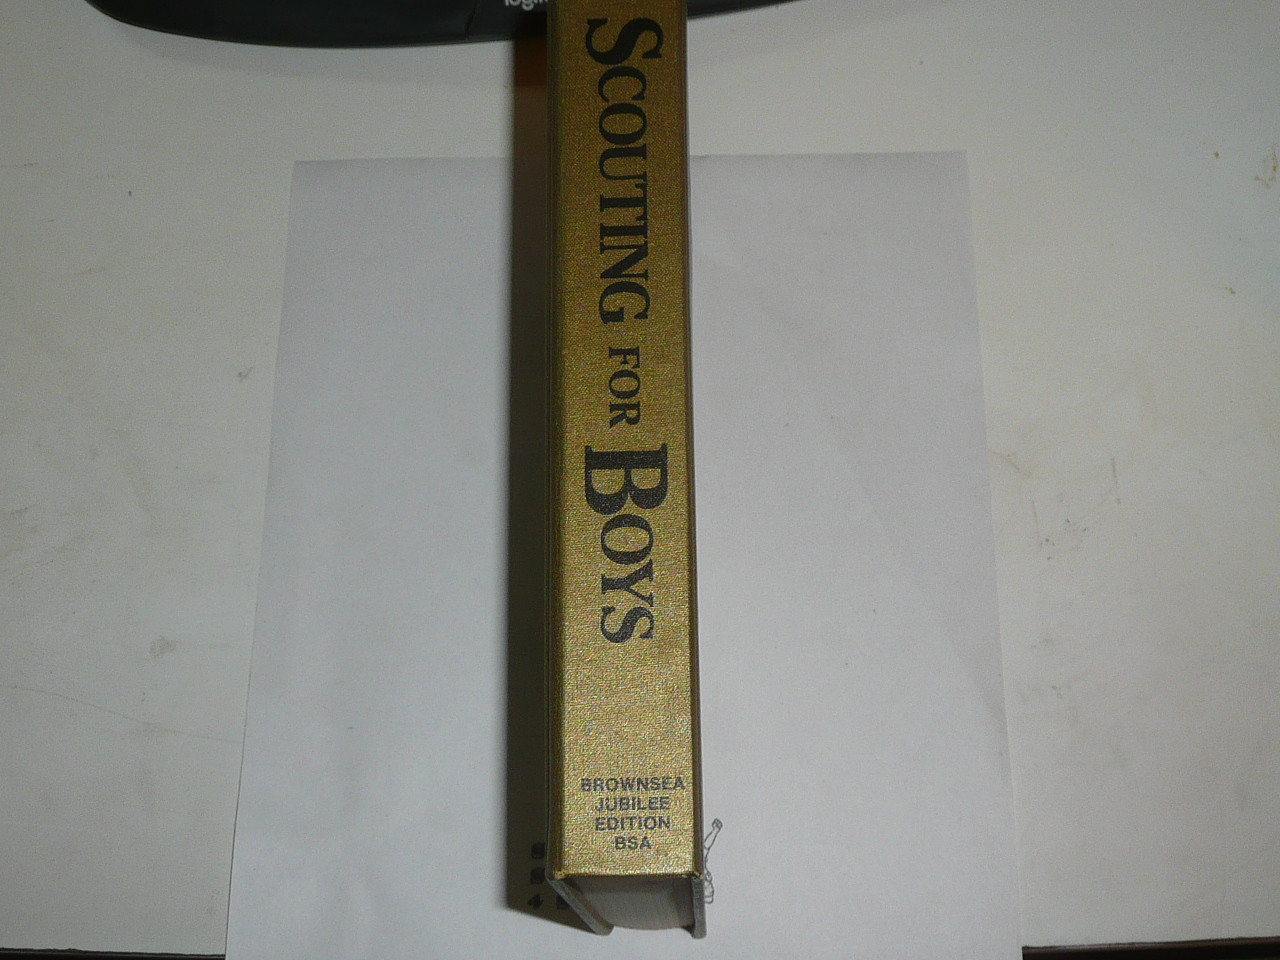 SCOUTING FOR BOYS
BROWNSEA
JUBILEE
EDITION
BSA